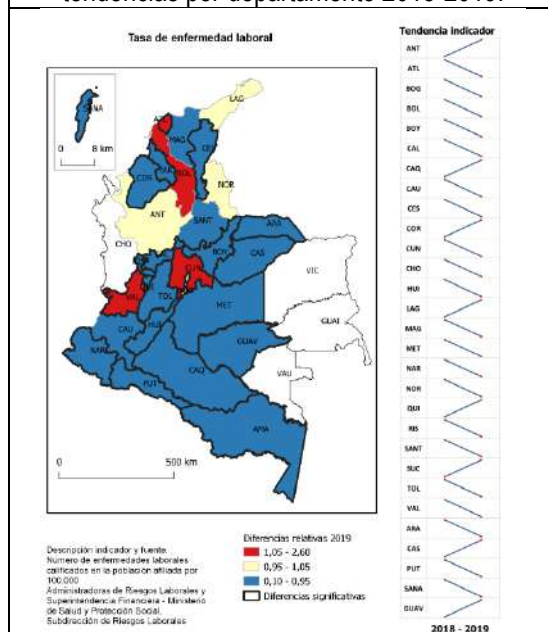 tendencias por departamento 2018-2019.
Tasa de enfermedad laboral
SANA
0 8 km
LAG
ATL
MAG
CES
SUC
BOL
COR
NOR
ANT
SANT
ARA
CHO
BOY
CAS
CUN
VIC
VAL
TOL
MET
GUAI
CAU
HUI
GUAV
NAR
CAQ
VAU
PUT
AMA
0 500 km
Descripción indicador y fuente
Número de enfermedades laborales
calificados en la población afiliada por
100.000
Administradoras de Riesgos Laborales y
Superintendencia Financiera - Ministerio
de Salud y Protección Social,
Subdirección de Riesgos Laborales
Diferencias relativas 2019
1,05 - 2,60
0,95 - 1,05
0,10 - 0,95
Diferencias significativas
Tendencia indicador
ANT
ATL
BOG
BOL
BOY
CAL
CAQ
CAU
CES
COR
CUN
CHO
HUI
LAG
MAG
MET
NAR
NOR
QUI
RIS
SANT
SUC
TOL
VAL
ARA
CAS
PUT
SANA
GUAV
2018 - 2019